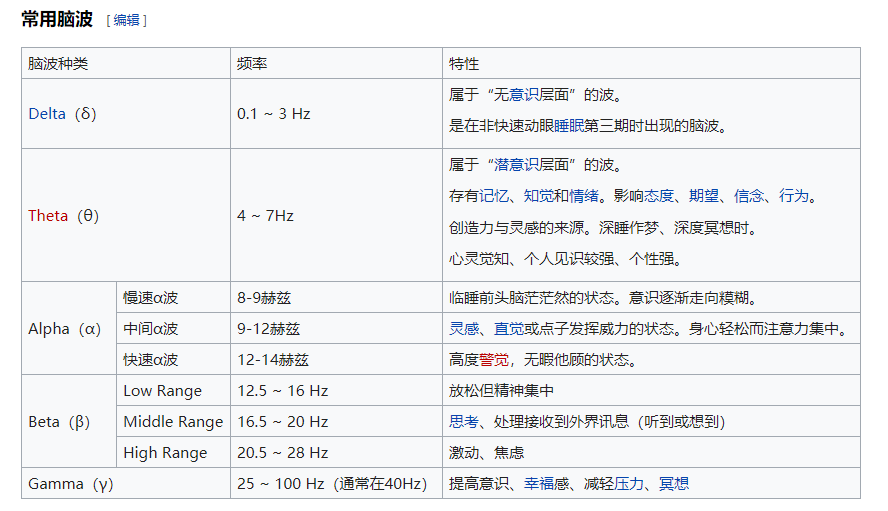 常用脑波 [ 编辑 ]
脑波种类 频率 特性
Delta（δ） 0.1 ~ 3 Hz 属于“无意识层面”的波。
是在非快速动眼睡眠第三期时出现的脑波。
Theta（θ） 4 ~ 7Hz 属于“潜意识层面”的波。
存有记忆、知觉和情绪。影响态度、期望、信念、行为。
创造力与灵感的来源。深睡作梦、深度冥想时。
心灵觉知、个人见识较强、个性强。
Alpha（α） 慢速α波 8-9赫兹 临睡前头脑茫茫然的状态。意识逐渐走向糢糊。
中间α波 9-12赫兹 灵感、直觉或点子发挥威力的状态。身心轻松而注意力集中。
快速α波 12-14赫兹 高度警觉，无暇他顾的状态。
Beta（β） Low Range 12.5 ~ 16 Hz 放松但精神集中
Middle Range 16.5 ~ 20 Hz 思考、处理接收到外界讯息（听到或想到）
High Range 20.5 ~ 28 Hz 激动、焦虑
Gamma（γ） 25 ~ 100 Hz（通常在40Hz） 提高意识、幸福感、减轻压力、冥想